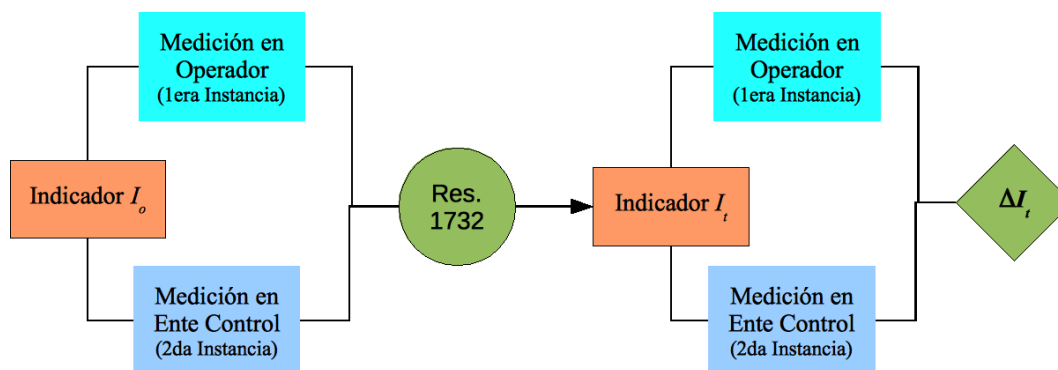 Medición en
Operador
(1era Instancia)
Indicador Iₒ
Medición en
Ente Control
(2da Instancia)
Res.
1732
Medición en
Operador
(1era Instancia)
Indicador Iₜ
Medición en
Ente Control
(2da Instancia)
ΔIₜ